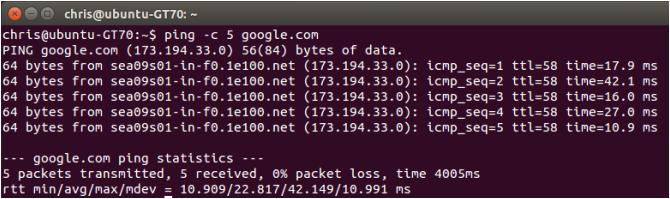 chris@ubuntu-GT70: ~
chris@ubuntu-GT70:~$ ping -c 5 google.com
PING google.com (173.194.33.0) 56(84) bytes of data.
64 bytes from sea09s01-in-f0.1e100.net (173.194.33.0): icmp_seq=1 ttl=58 time=17.9 ms
64 bytes from sea09s01-in-f0.1e100.net (173.194.33.0): icmp_seq=2 ttl=58 time=42.1 ms
64 bytes from sea09s01-in-f0.1e100.net (173.194.33.0): icmp_seq=3 ttl=58 time=16.0 ms
64 bytes from sea09s01-in-f0.1e100.net (173.194.33.0): icmp_seq=4 ttl=58 time=27.0 ms
64 bytes from sea09s01-in-f0.1e100.net (173.194.33.0): icmp_seq=5 ttl=58 time=10.9 ms
--- google.com ping statistics ---
5 packets transmitted, 5 received, 0% packet loss, time 4005ms
rtt min/avg/max/mdev = 10.909/22.817/42.149/10.991 ms